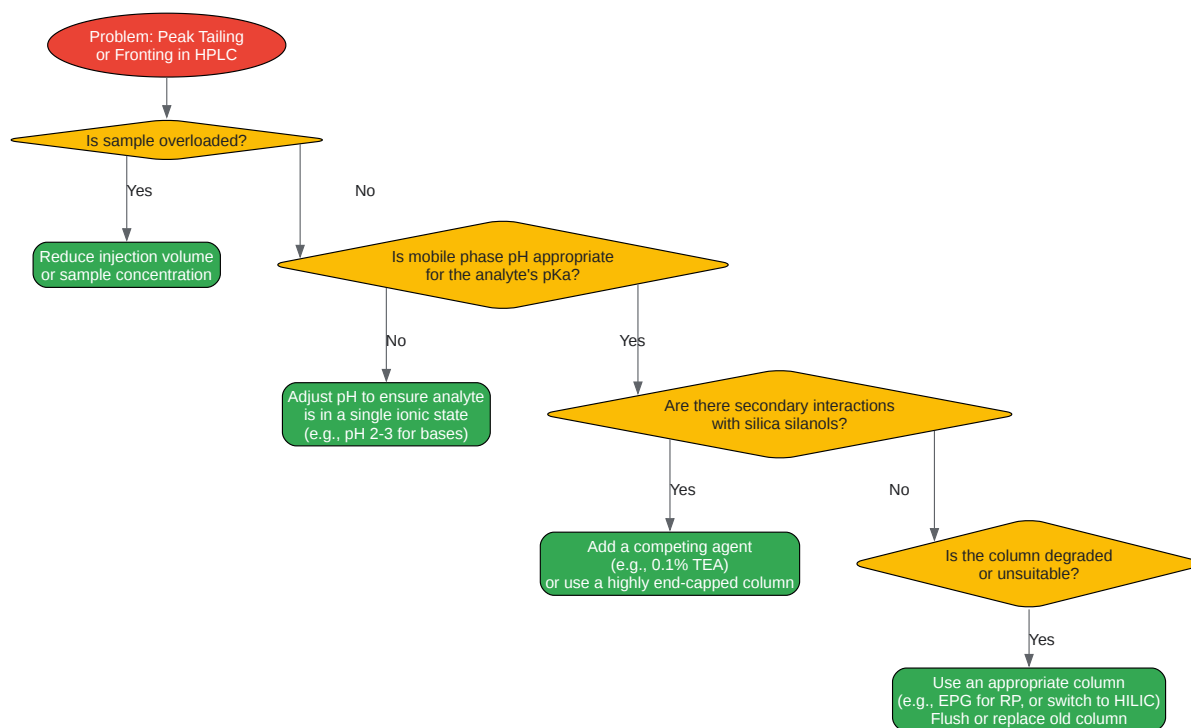 Problem: Peak Tailing
or Fronting in HPLC
Is sample overloaded?
Yes
No
Reduce injection volume
or sample concentration
Is mobile phase pH appropriate
for the analyte's pKa?
No
Yes
Adjust pH to ensure analyte
is in a single ionic state
(e.g., pH 2-3 for bases)
Are there secondary interactions
with silica silanols?
Yes
No
Add a competing agent
(e.g., 0.1% TEA)
or use a highly end-capped column
Is the column degraded
or unsuitable?
Yes
Use an appropriate column
(e.g., EPG for RP, or switch to HILIC)
Flush or replace old column